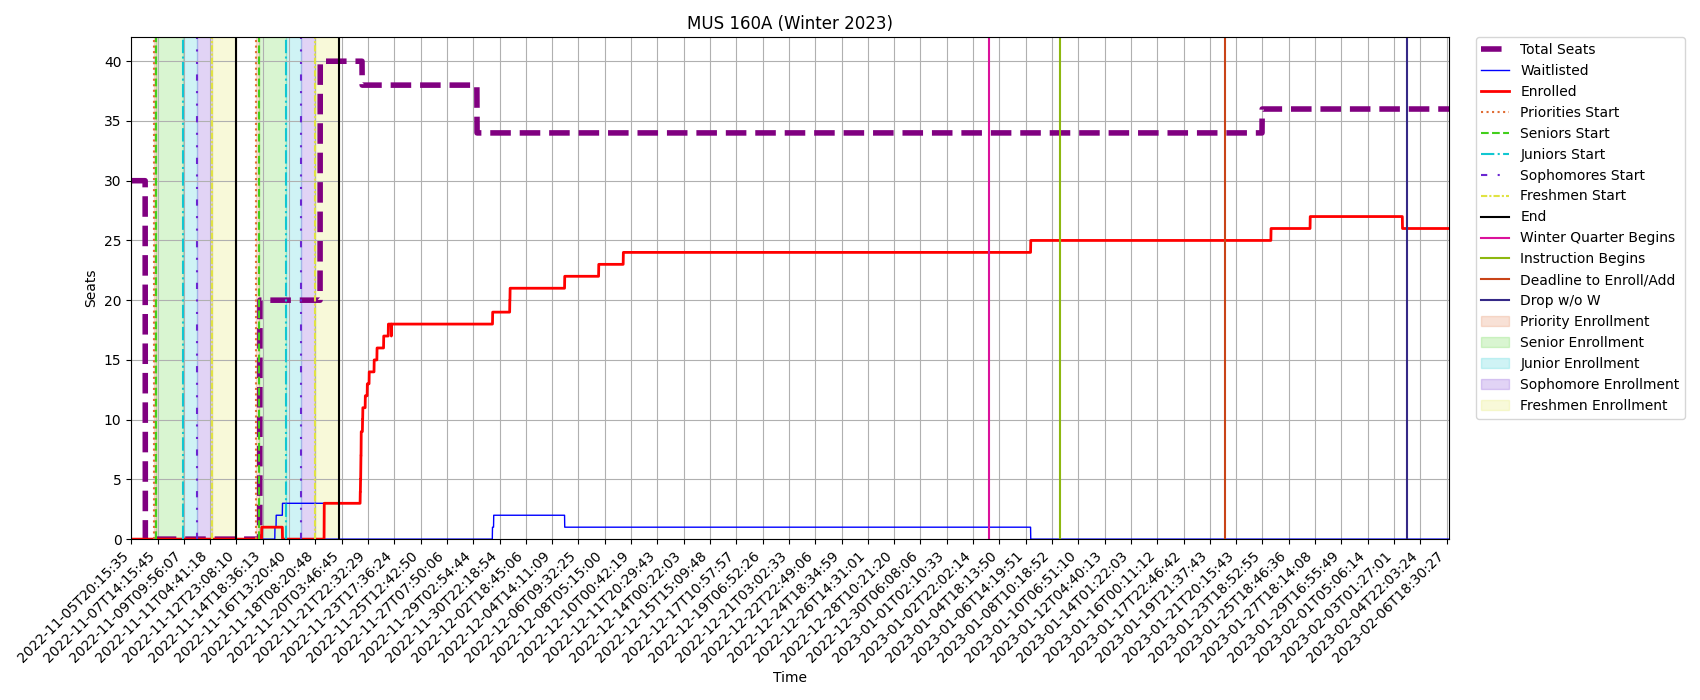 MUS 160A (Winter 2023)
Seats
40
35
30
25
20
15
10
5
0
2022-11-05T20:15:35
2022-11-07T14:15:45
2022-11-09T09:56:07
2022-11-11T04:41:18
2022-11-12T23:08:10
2022-11-14T18:36:13
2022-11-16T13:20:40
2022-11-18T08:20:48
2022-11-20T03:46:45
2022-11-21T22:32:29
2022-11-23T17:36:24
2022-11-25T12:42:50
2022-11-27T07:50:06
2022-11-29T02:54:44
2022-11-30T22:18:54
2022-12-02T18:45:06
2022-12-04T14:11:09
2022-12-06T09:32:25
2022-12-08T05:15:00
2022-12-10T00:42:19
2022-12-11T20:29:43
2022-12-14T00:22:03
2022-12-15T15:09:48
2022-12-17T10:57:57
2022-12-19T06:52:26
2022-12-21T03:02:33
2022-12-22T22:49:06
2022-12-24T18:34:59
2022-12-26T14:31:01
2022-12-28T10:21:20
2022-12-30T06:08:06
2023-01-01T02:10:33
2023-01-02T22:02:14
2023-01-04T18:13:50
2023-01-06T14:19:51
2023-01-08T10:18:52
2023-01-10T06:51:10
2023-01-12T04:40:13
2023-01-14T01:22:03
2023-01-16T00:11:12
2023-01-17T22:46:42
2023-01-19T21:37:43
2023-01-21T20:15:43
2023-01-23T18:52:55
2023-01-25T18:46:36
2023-01-27T18:14:08
2023-01-29T16:55:49
2023-02-01T05:06:14
2023-02-03T01:27:01
2023-02-04T22:03:24
2023-02-06T18:30:27
Time
Total Seats
Waitlisted
Enrolled
Priorities Start
Seniors Start
Juniors Start
Sophomores Start
Freshmen Start
End
Winter Quarter Begins
Instruction Begins
Deadline to Enroll/Add
Drop w/o W
Priority Enrollment
Senior Enrollment
Junior Enrollment
Sophomore Enrollment
Freshmen Enrollment